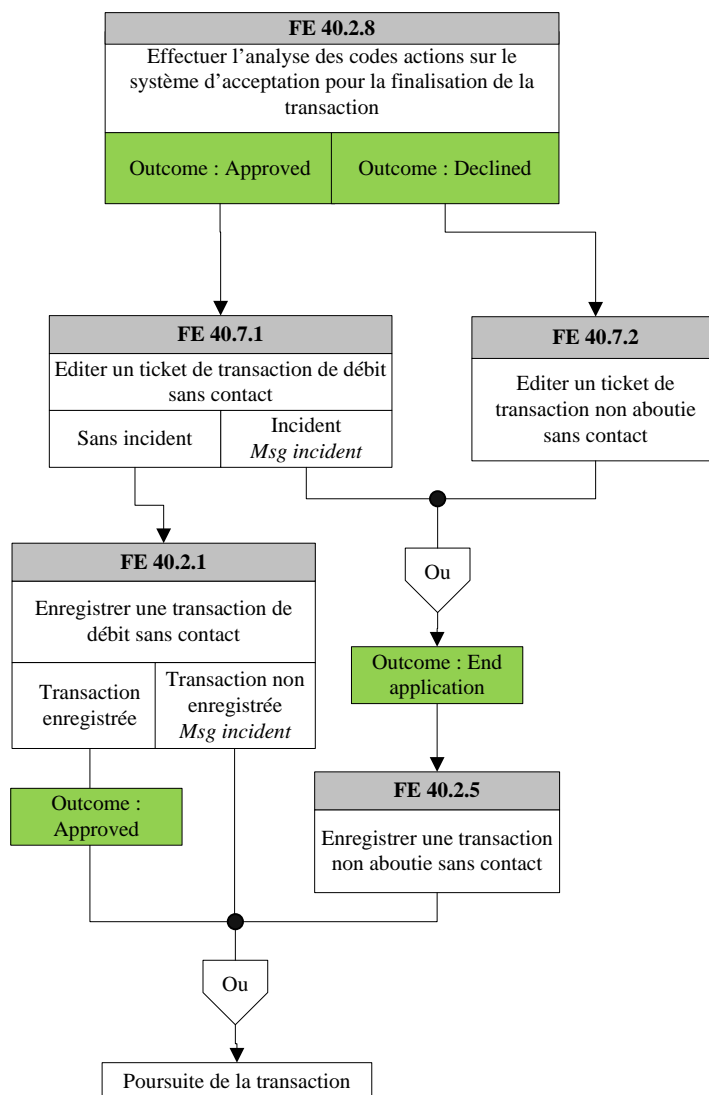 FE 40.2.8
Effectuer l’analyse des codes actions sur le
système d’acceptation pour la finalisation de la
transaction
Outcome : Approved
Outcome : Declined
FE 40.7.1
Editer un ticket de transaction de débit
sans contact
Sans incident
Incident
Msg incident
FE 40.7.2
Editer un ticket de
transaction non aboutie
sans contact
FE 40.2.1
Enregistrer une transaction de
débit sans contact
Transaction
enregistrée
Transaction non
enregistrée
Msg incident
Ou
Outcome : End
application
Outcome :
Approved
FE 40.2.5
Enregistrer une transaction
non aboutie sans contact
Ou
Poursuite de la transaction